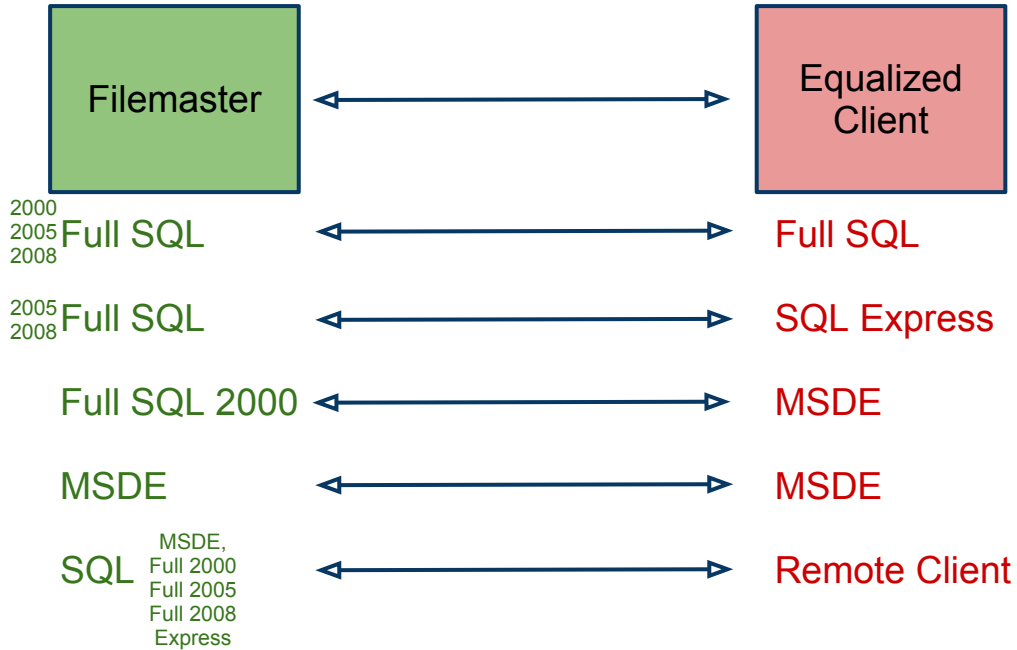 Filemaster
Equalized
Client
2000
2005
2008
Full SQL
Full SQL
2005
2008
Full SQL
SQL Express
Full SQL 2000
MSDE
MSDE
MSDE
SQL
MSDE,
Full 2000
Full 2005
Full 2008
Express
Remote Client